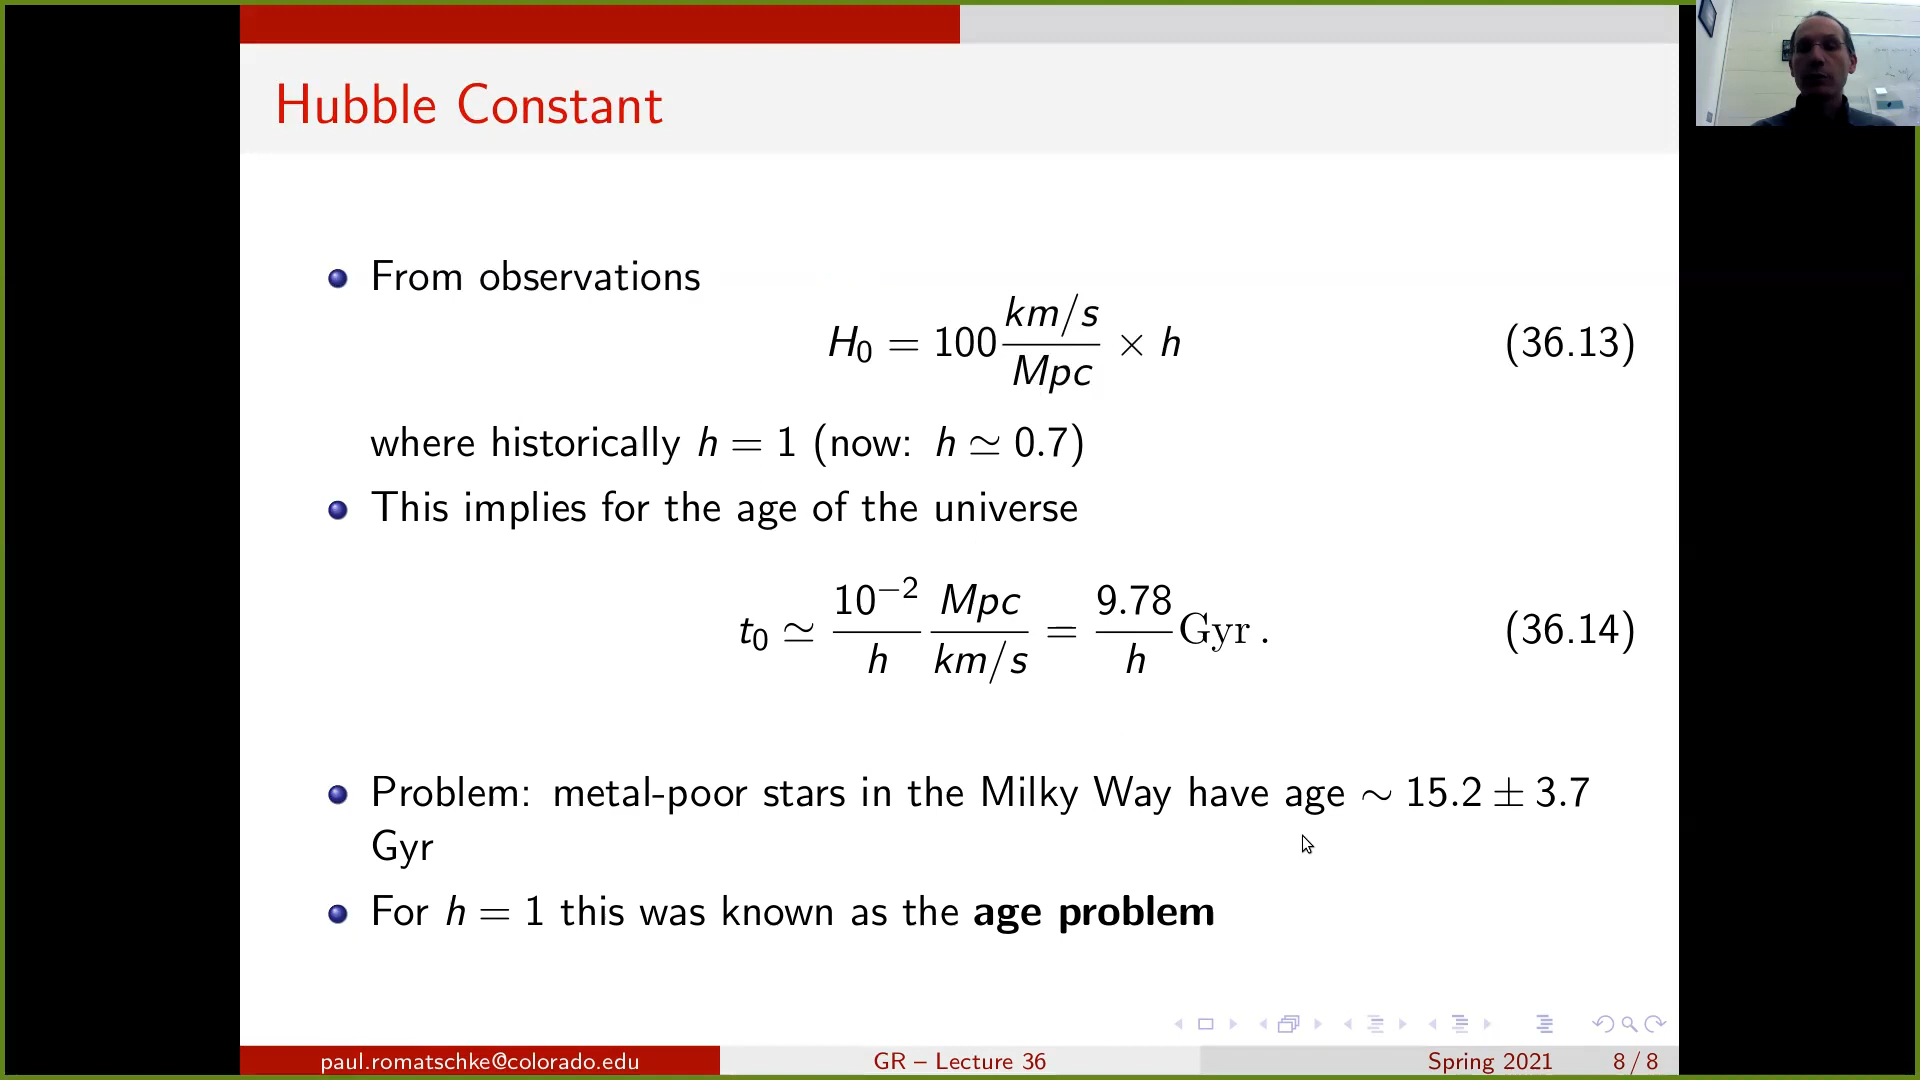 Hubble Constant
From observations
H₀ = 100 km/s / Mpc × h (36.13)
where historically h = 1 (now: h ≃ 0.7)
This implies for the age of the universe
t₀ ≃ 10⁻² / h Mpc / km/s = 9.78 / h Gyr . (36.14)
Problem: metal-poor stars in the Milky Way have age ∼ 15.2 ± 3.7
Gyr
For h = 1 this was known as the age problem
paul.romatschke@colorado.edu GR – Lecture 36 Spring 2021 8 / 8